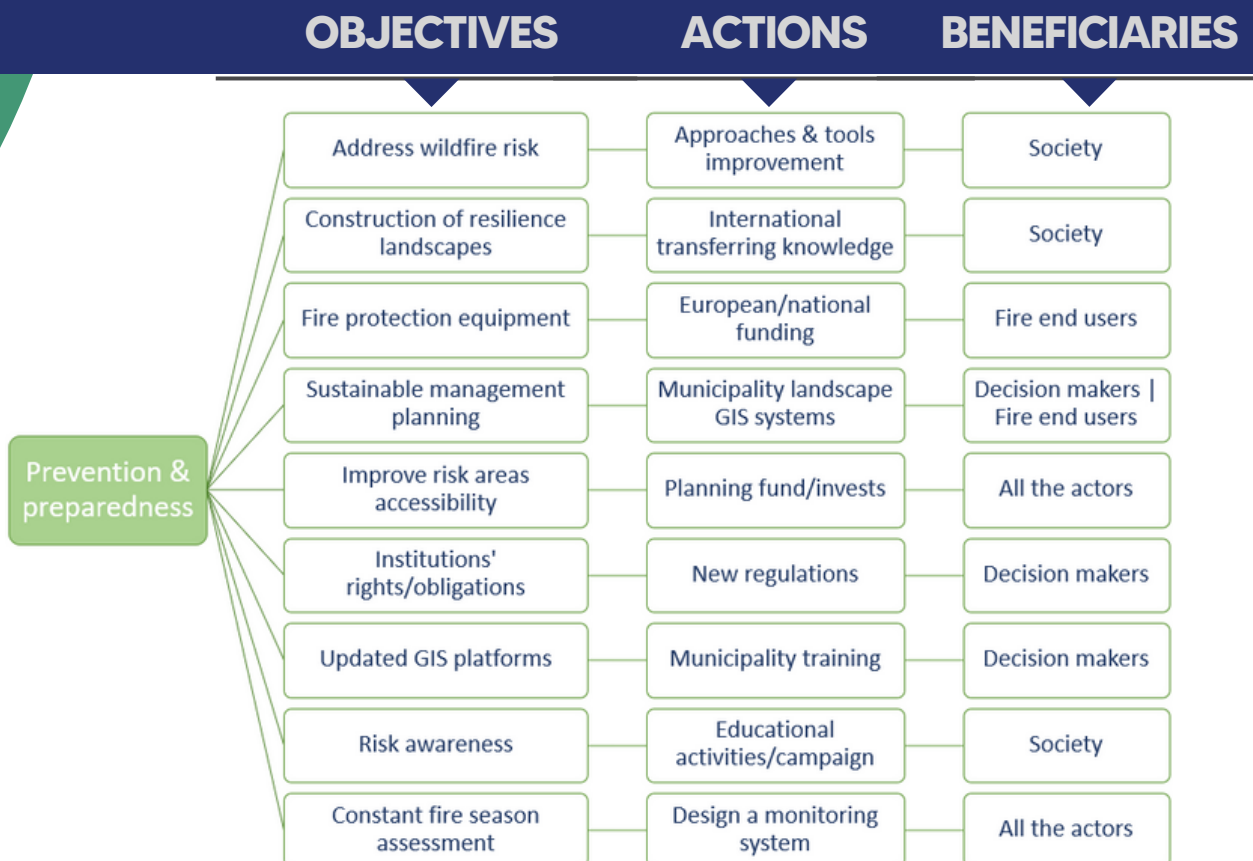 OBJECTIVES ACTIONS BENEFICIARIES
Prevention &
preparedness
Address wildfire risk
Approaches & tools
improvement
Society
Construction of resilience
landscapes
International
transferring knowledge
Society
Fire protection equipment
European/national
funding
Fire end users
Sustainable management
planning
Municipality landscape
GIS systems
Decision makers |
Fire end users
Improve risk areas
accessibility
Planning fund/invests
All the actors
Institutions'
rights/obligations
New regulations
Decision makers
Updated GIS platforms
Municipality training
Decision makers
Risk awareness
Educational
activities/campaign
Society
Constant fire season
assessment
Design a monitoring
system
All the actors